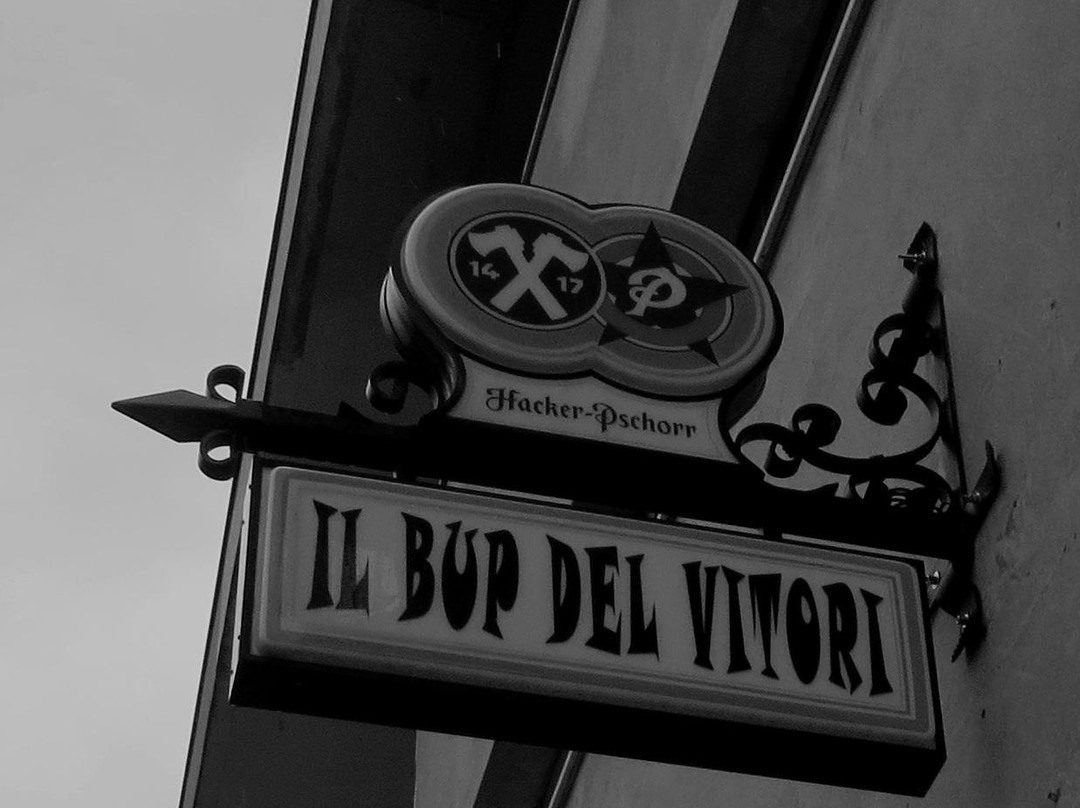 14 17
P
Hacker-Pschorr
IL BUP DEL VITORI